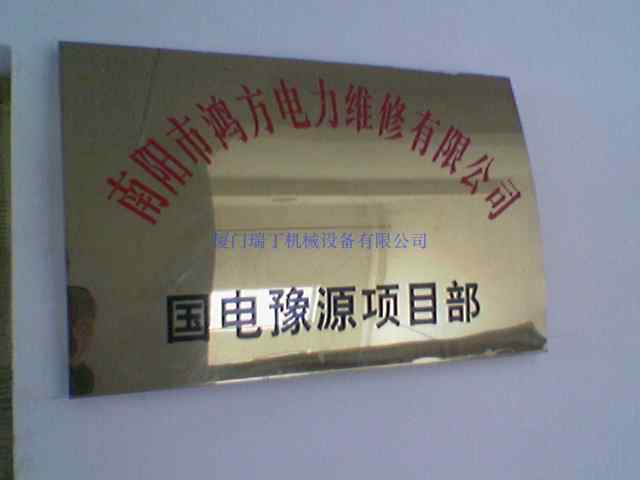 南阳市鸿方电力维修有限公司
厦门瑞丁机械设备有限公司
国电豫源项目部